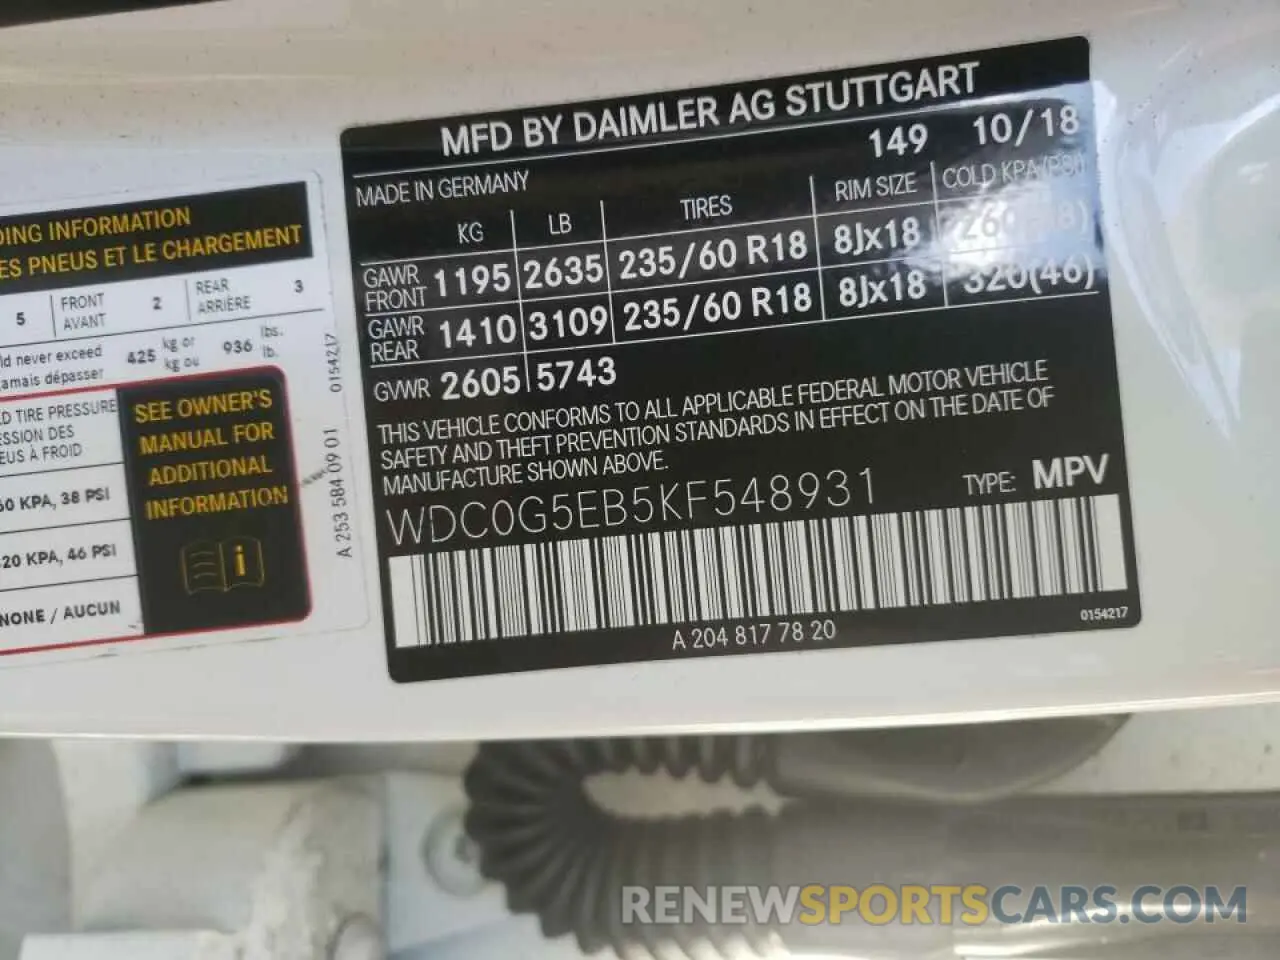 MFD BY DAIMLER AG STUTTGART
149 10/18
MADE IN GERMANY
KG LB TIRES RIM SIZE COLD KPA(PSI)
GAWR FRONT 1195 2635 235/60 R18 8Jx18 260(38)
GAWR REAR 1410 3109 235/60 R18 8Jx18 320(46)
GVWR 2605 5743
THIS VEHICLE CONFORMS TO ALL APPLICABLE FEDERAL MOTOR VEHICLE
SAFETY AND THEFT PREVENTION STANDARDS IN EFFECT ON THE DATE OF
MANUFACTURE SHOWN ABOVE.
WDC0G5EB5KF548931 TYPE: MPV
A 204 817 78 20
0154217
DING INFORMATION
ES PNEUS ET LE CHARGEMENT
5 FRONT 2 REAR 3
AVANT ARRIÈRE
ld never exceed 425 kg or 936 lbs.
jamais dépasser kg ou lb.
LD TIRE PRESSURE
ESSION DES
EUS À FROID
60 KPA, 38 PSI
320 KPA, 46 PSI
NONE / AUCUN
SEE OWNER'S
MANUAL FOR
ADDITIONAL
INFORMATION
i
A 253 584 09 01 0154217
RENEWSPORTSCARS.COM